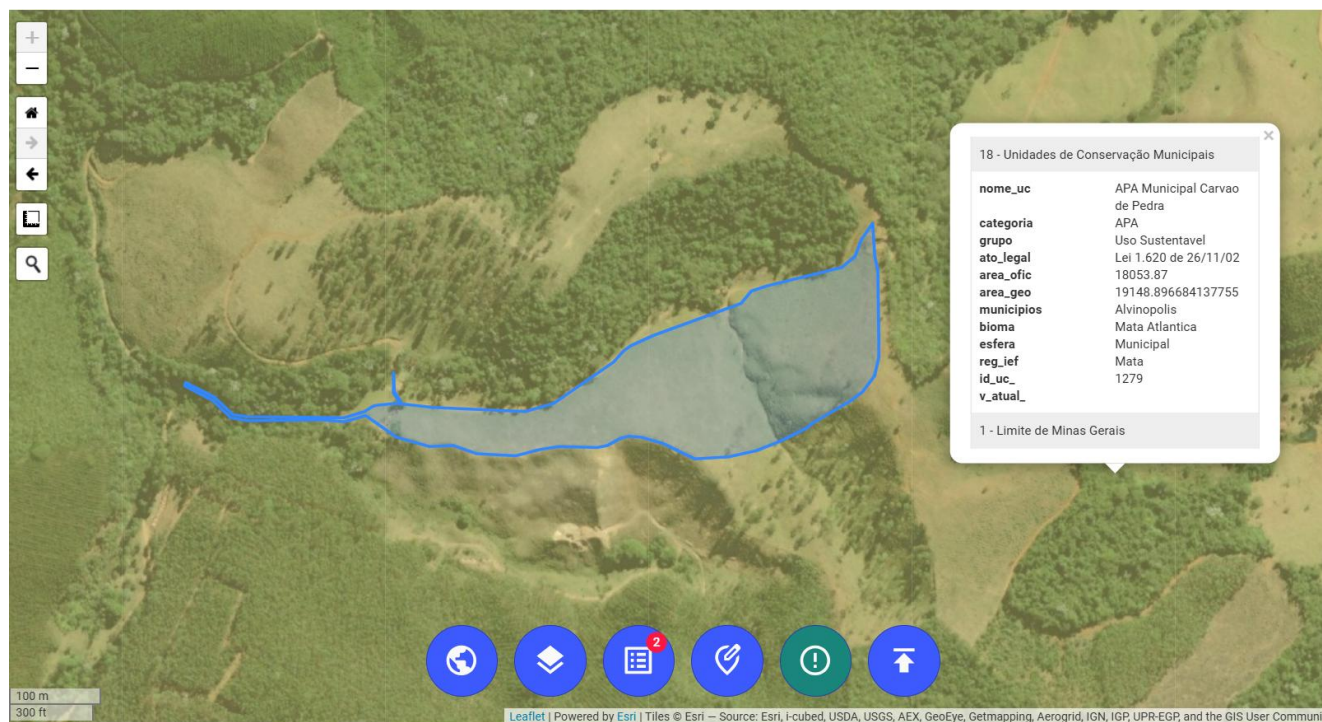 +
−
×
18 - Unidades de Conservação Municipais
nome_uc APA Municipal Carvao
de Pedra
categoria APA
grupo Uso Sustentavel
ato_legal Lei 1.620 de 26/11/02
area_ofic 18053.87
area_geo 19148.896684137755
municipios Alvinopolis
bioma Mata Atlantica
esfera Municipal
reg_ief Mata
id_uc_ 1279
v_atual_
1 - Limite de Minas Gerais
2
100 m
300 ft
Leaflet | Powered by Esri | Tiles © Esri — Source: Esri, i-cubed, USDA, USGS, AEX, GeoEye, Getmapping, Aerogrid, IGN, IGP, UPR-EGP, and the GIS User Commun